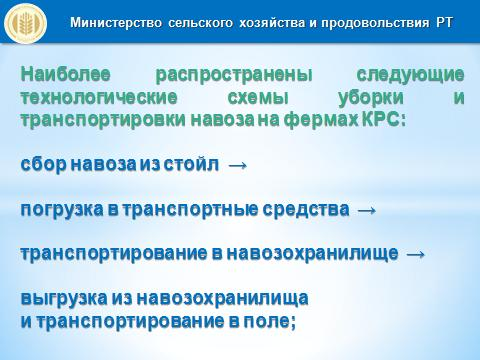 Министерство сельского хозяйства и продовольствия РТ
Наиболее распространены следующие
технологические схемы уборки и
транспортировки навоза на фермах КРС:
сбор навоза из стойл →
погрузка в транспортные средства →
транспортирование в навозохранилище →
выгрузка из навозохранилища
и транспортирование в поле;